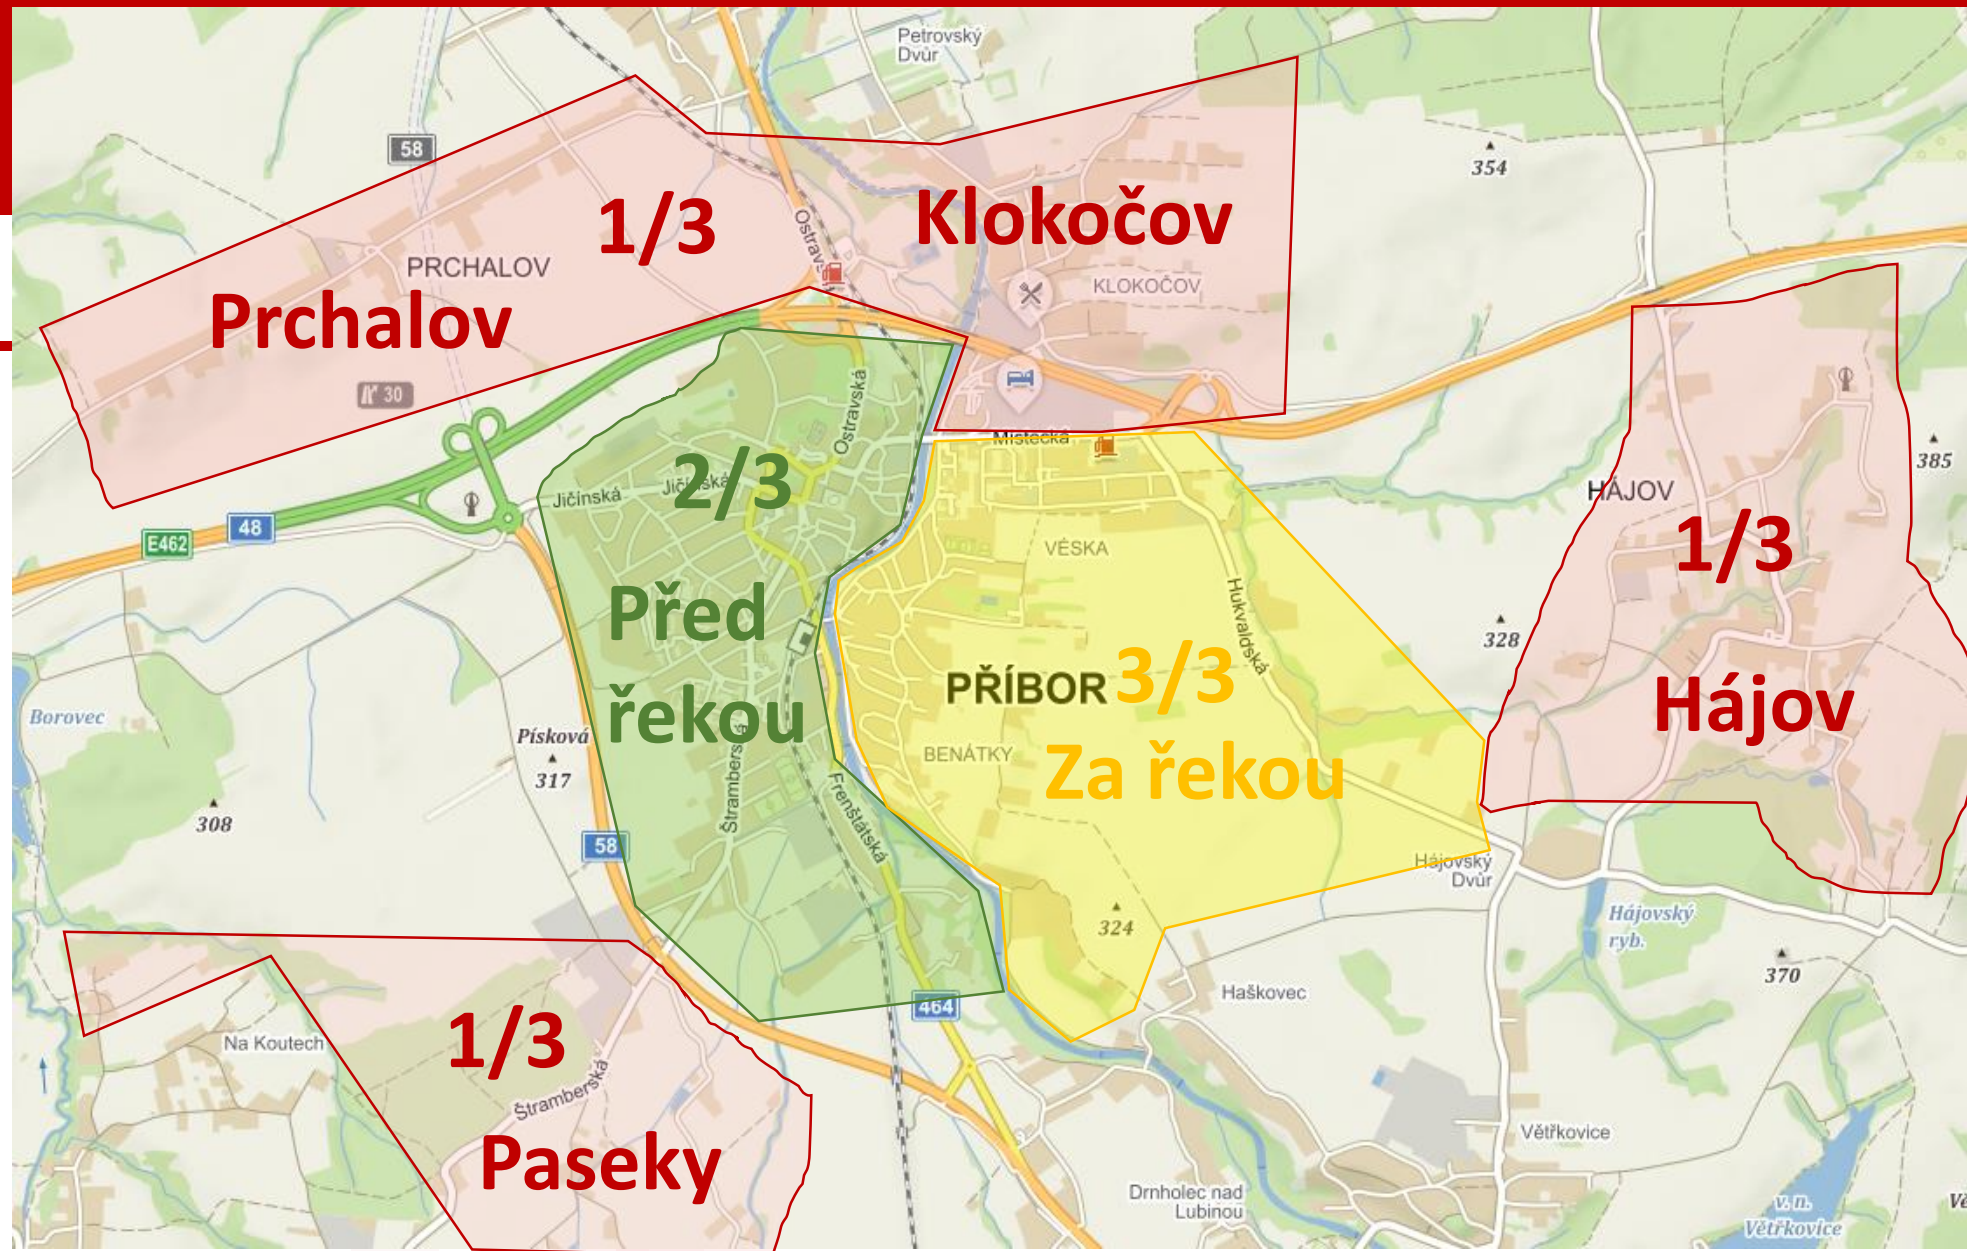 Petrovský
Dvůr
58
354
1/3
Klokočov
Ostravská
PRCHALOV
KLOKOČOV
Prchalov
30
Ostravská
Místecká
385
HÁJOV
2/3
Jičínská
Jičínská
48
E462
1/3
VÉSKA
Před
řekou
Hukvaldská
328
3/3
PŘÍBOR
Hájov
Borovec
Písková
317
BENÁTKY
Za řekou
Štramberská
Frenštátská
308
58
Hájovský
Dvůr
324
Hájovský
ryb.
370
Haškovec
464
1/3
Na Koutech
Štramberská
Paseky
Větřkovice
Drnholec nad
Lubinou
v. n.
Větřkovice
Vě